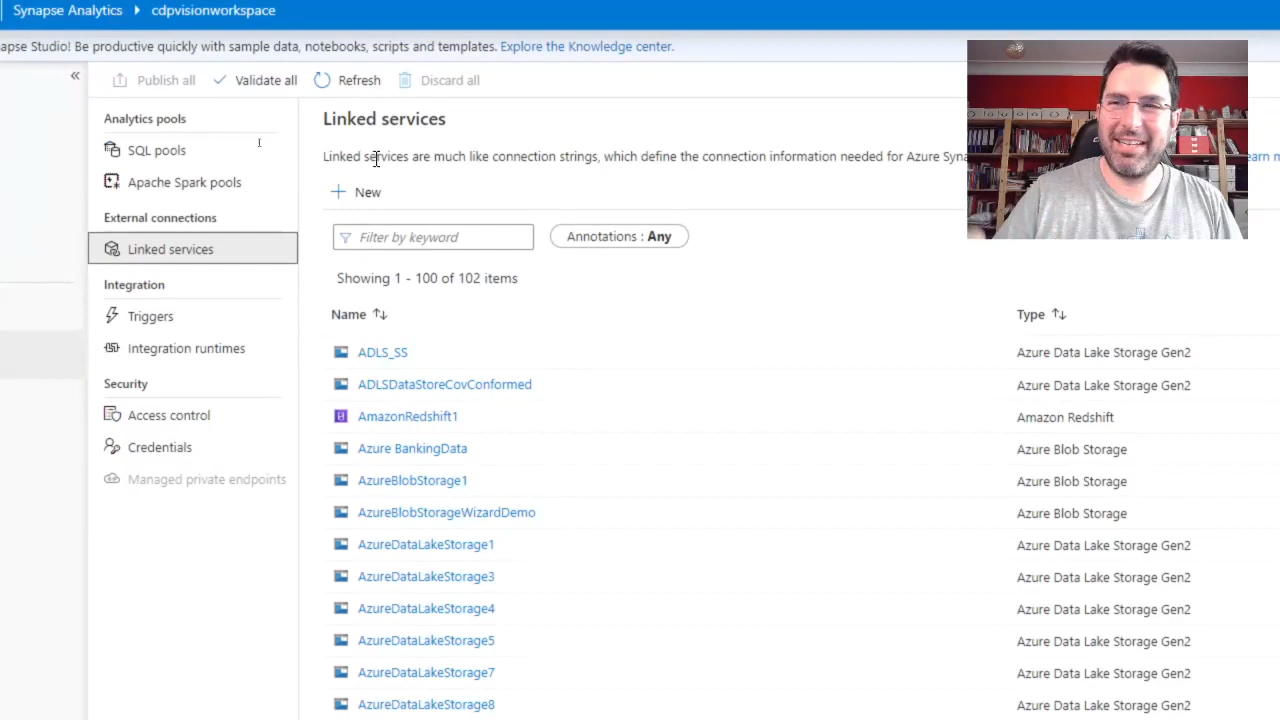 Synapse Analytics cdpvisionworkspace
apse Studio! Be productive quickly with sample data, notebooks, scripts and templates. Explore the Knowledge center.
«
Publish all Validate all Refresh Discard all
Analytics pools
SQL pools
Apache Spark pools
External connections
Linked services
Integration
Triggers
Integration runtimes
Security
Access control
Credentials
Managed private endpoints
Linked services
Linked services are much like connection strings, which define the connection information needed for Azure Syna
earn m
+ New
Filter by keyword Annotations : Any
Showing 1 - 100 of 102 items
Name Type
ADLS_SS Azure Data Lake Storage Gen2
ADLSDataStoreCovConformed Azure Data Lake Storage Gen2
AmazonRedshift1 Amazon Redshift
Azure BankingData Azure Blob Storage
AzureBlobStorage1 Azure Blob Storage
AzureBlobStorageWizardDemo Azure Blob Storage
AzureDataLakeStorage1 Azure Data Lake Storage Gen2
AzureDataLakeStorage3 Azure Data Lake Storage Gen2
AzureDataLakeStorage4 Azure Data Lake Storage Gen2
AzureDataLakeStorage5 Azure Data Lake Storage Gen2
AzureDataLakeStorage7 Azure Data Lake Storage Gen2
AzureDataLakeStorage8 Azure Data Lake Storage Gen2